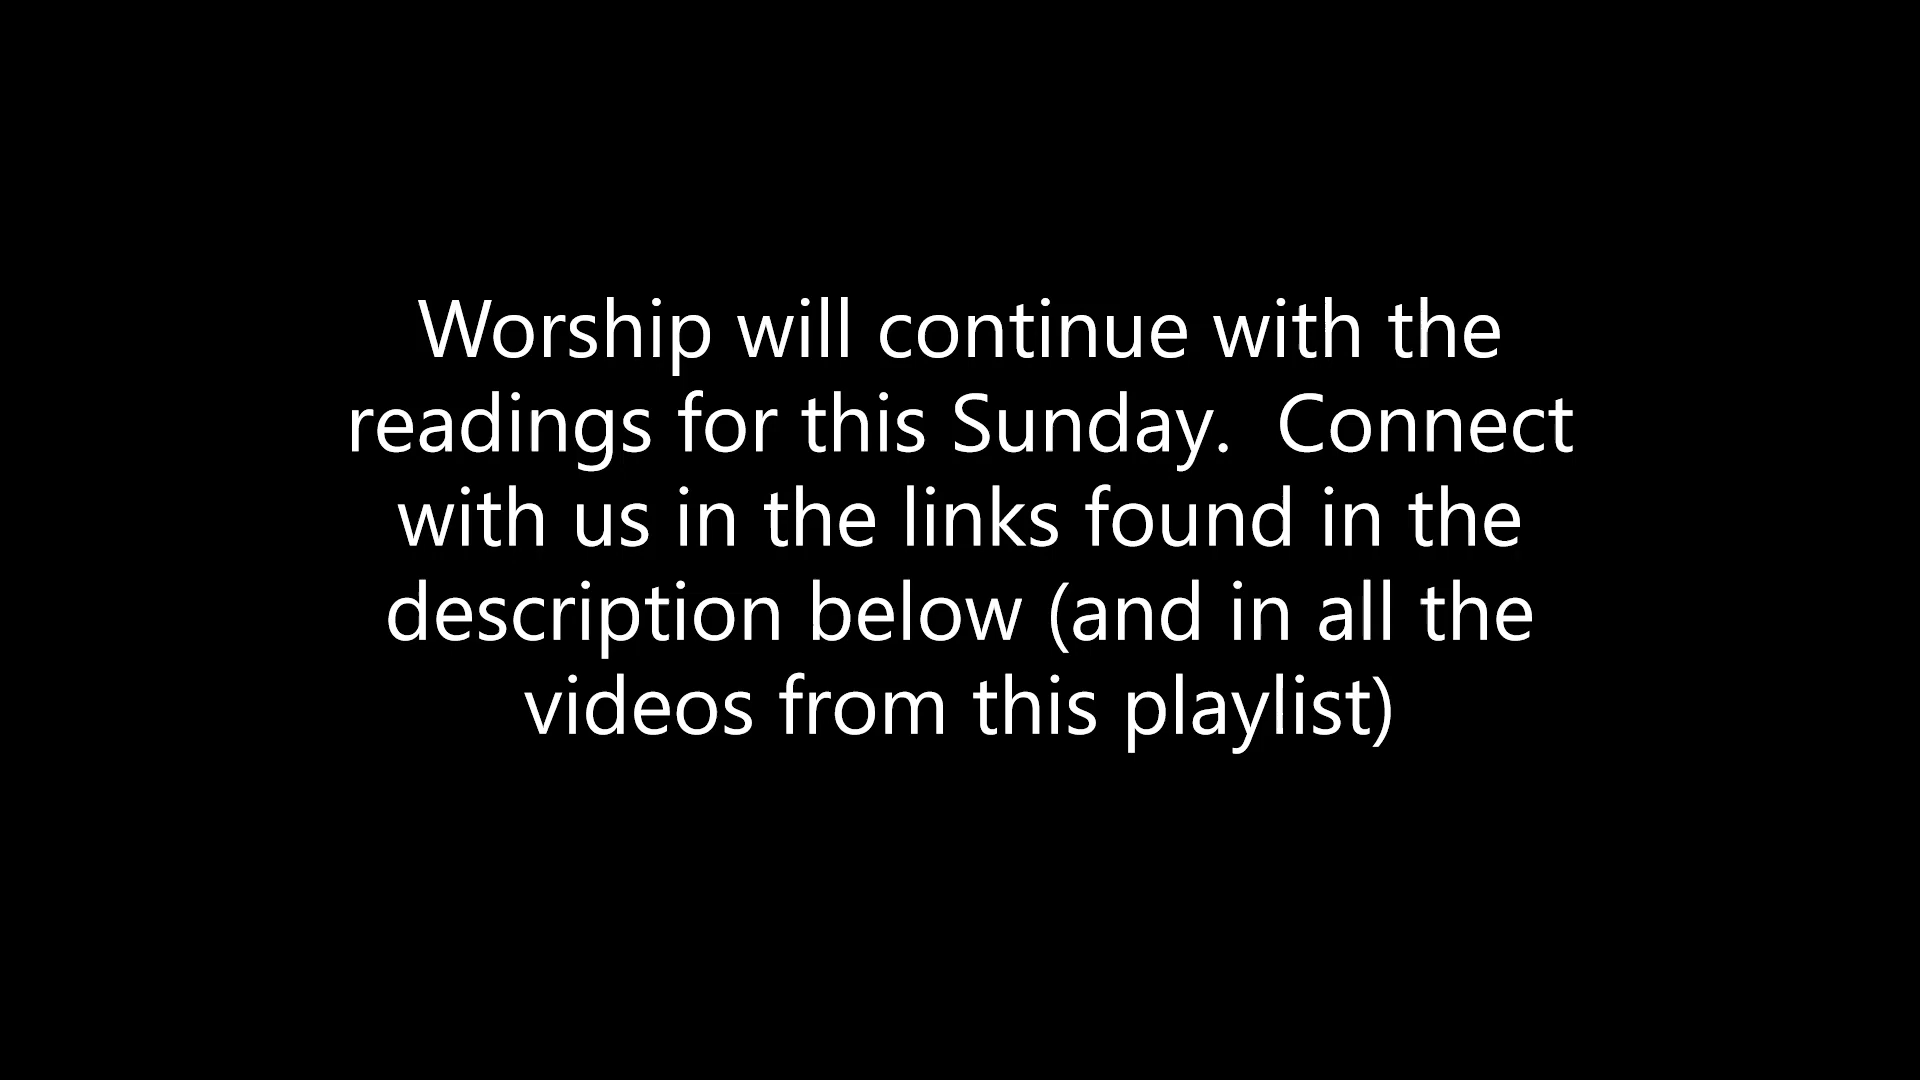 Worship will continue with the
readings for this Sunday.  Connect
with us in the links found in the
description below (and in all the
videos from this playlist)